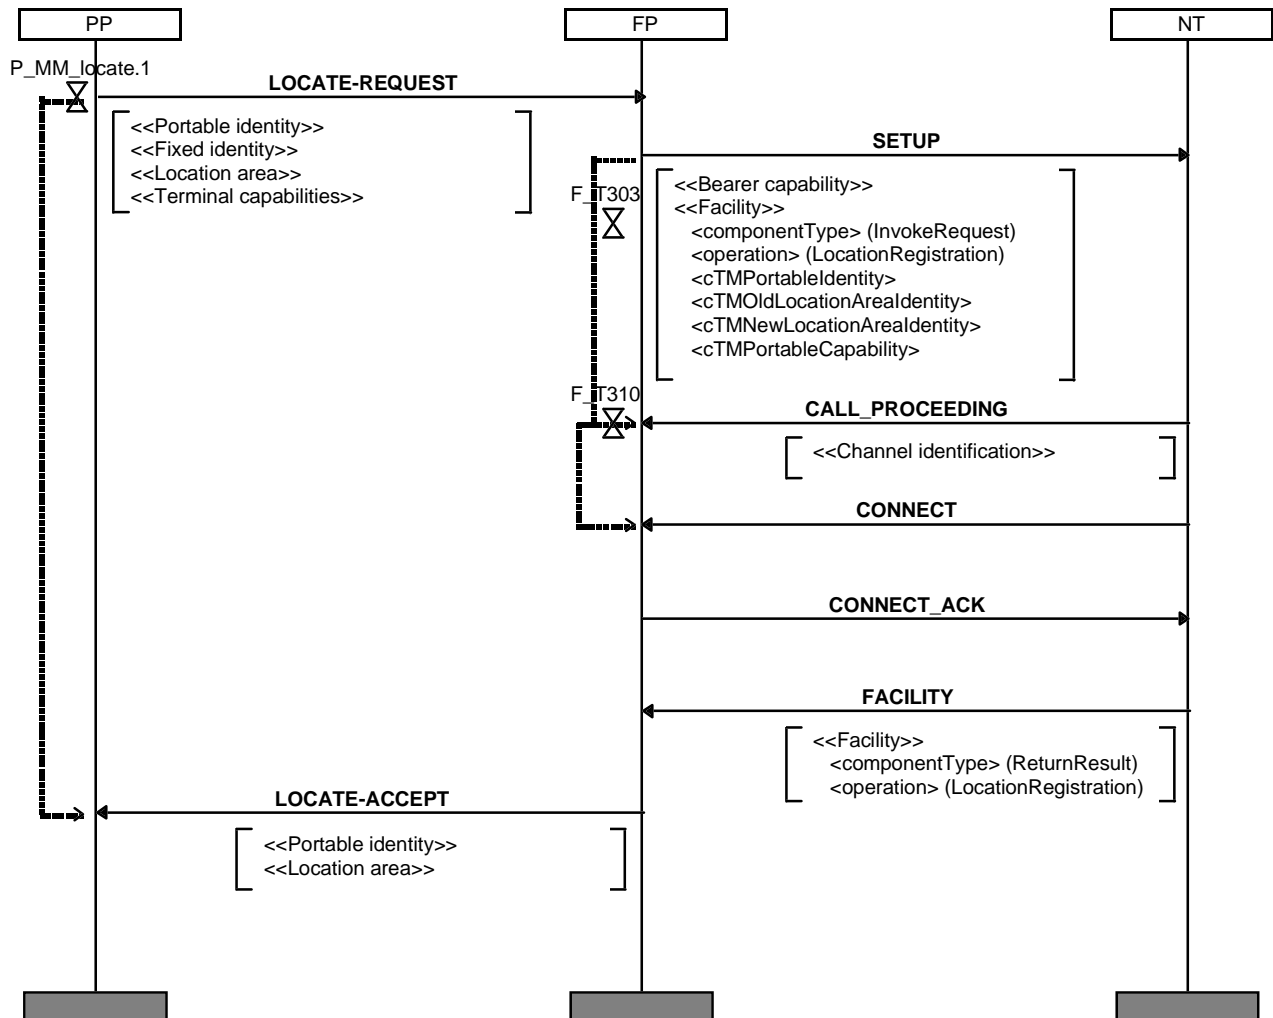 PP
FP
NT
P_MM_locate.1
LOCATE-REQUEST
<<Portable identity>>
<<Fixed identity>>
<<Location area>>
<<Terminal capabilities>>
SETUP
F_T303
<<Bearer capability>>
<<Facility>>
<componentType> (InvokeRequest)
<operation> (LocationRegistration)
<cTMPortableIdentity>
<cTMOldLocationAreaIdentity>
<cTMNewLocationAreaIdentity>
<cTMPortableCapability>
F_T310
CALL_PROCEEDING
<<Channel identification>>
CONNECT
CONNECT_ACK
FACILITY
<<Facility>>
<componentType> (ReturnResult)
<operation> (LocationRegistration)
LOCATE-ACCEPT
<<Portable identity>>
<<Location area>>